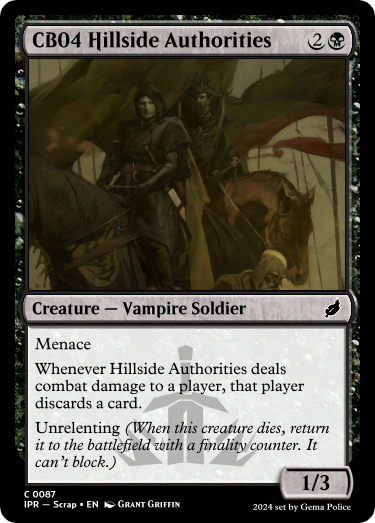 CB04 Hillside Authorities 2
Creature — Vampire Soldier
Menace
Whenever Hillside Authorities deals
combat damage to a player, that player
discards a card.
Unrelenting (When this creature dies, return
it to the battlefield with a finality counter. It
can't block.)
1/3
C 0087
IPR — Scrap • EN Grant Griffin
2024 set by Gema Police